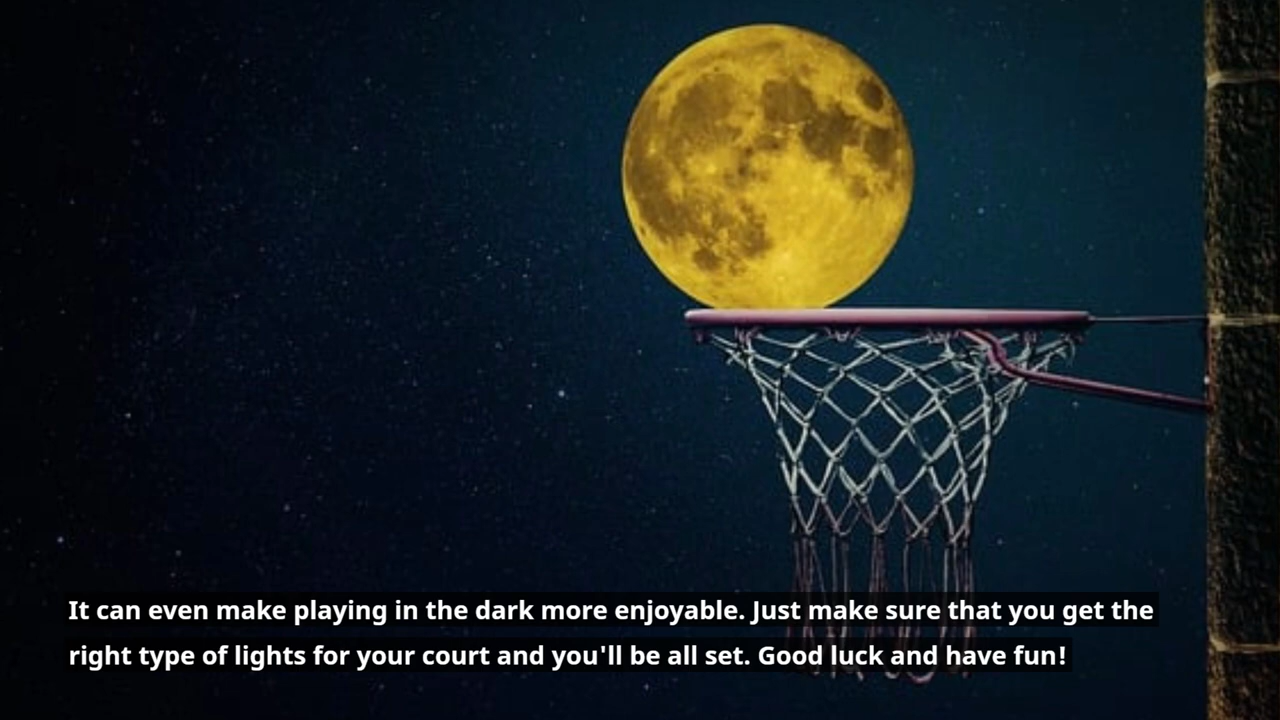 It can even make playing in the dark more enjoyable. Just make sure that you get the
right type of lights for your court and you'll be all set. Good luck and have fun!